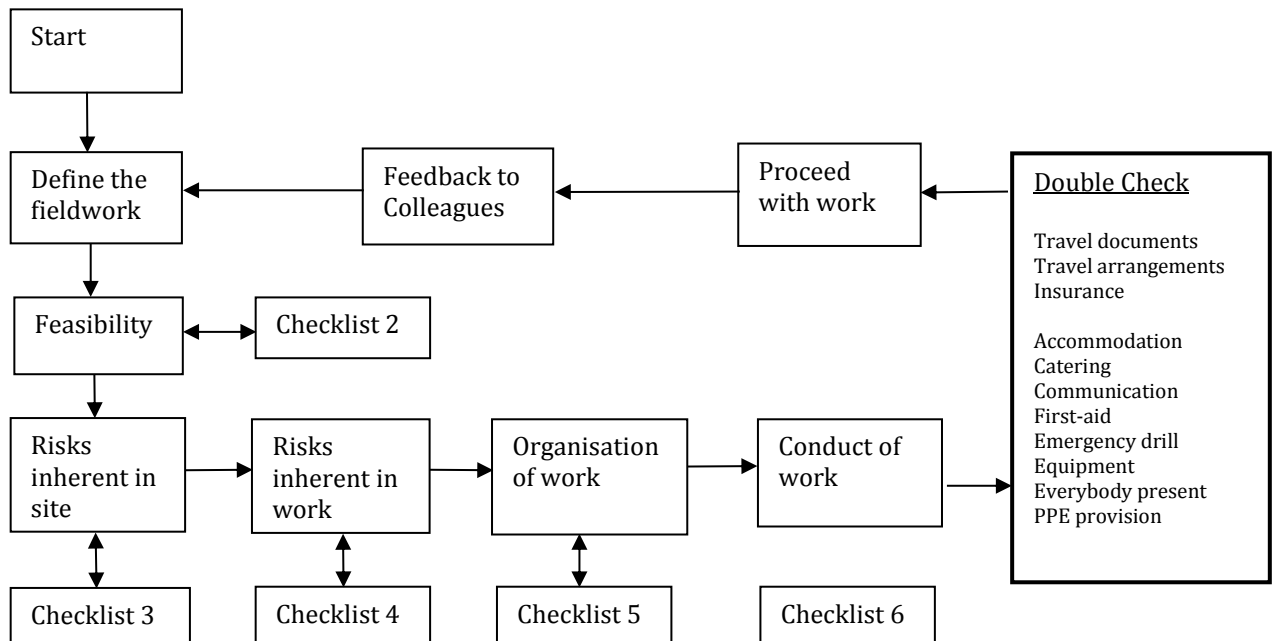 Start
Define the
fieldwork
Feedback to
Colleagues
Proceed
with work
Double Check
Travel documents
Travel arrangements
Insurance
Accommodation
Catering
Communication
First-aid
Emergency drill
Equipment
Everybody present
PPE provision
Feasibility
Checklist 2
Risks
inherent in
site
Risks
inherent in
work
Organisation
of work
Conduct of
work
Checklist 3
Checklist 4
Checklist 5
Checklist 6